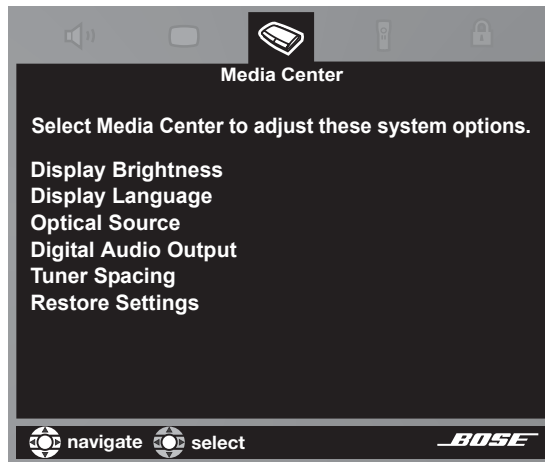 Media Center
Select Media Center to adjust these system options.
Display Brightness
Display Language
Optical Source
Digital Audio Output
Tuner Spacing
Restore Settings
navigate select
BOSE